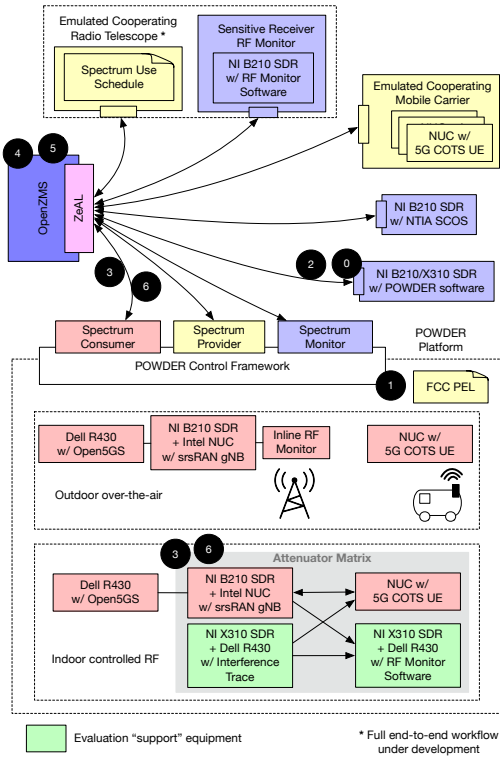 Emulated Cooperating
Radio Telescope *
Spectrum Use
Schedule
Sensitive Receiver
RF Monitor
NI B210 SDR
w/ RF Monitor
Software
Emulated Cooperating
Mobile Carrier
NUC w/
5G COTS UE
4
5
OpenZMS
ZeAL
NI B210 SDR
w/ NTIA SCOS
2
0
NI B210/X310 SDR
w/ POWDER software
3
6
Spectrum
Consumer
Spectrum
Provider
Spectrum
Monitor
POWDER
Platform
POWDER Control Framework
1
FCC PEL
Dell R430
w/ Open5GS
NI B210 SDR
+ Intel NUC
w/ srsRAN gNB
Inline RF
Monitor
NUC w/
5G COTS UE
Outdoor over-the-air
3
6
Attenuator Matrix
Dell R430
w/ Open5GS
NI B210 SDR
+ Intel NUC
w/ srsRAN gNB
NUC w/
5G COTS UE
NI X310 SDR
+ Dell R430
w/ Interference
Trace
NI X310 SDR
+ Dell R430
w/ RF Monitor
Software
Indoor controlled RF
Evaluation “support” equipment
* Full end-to-end workflow
under development